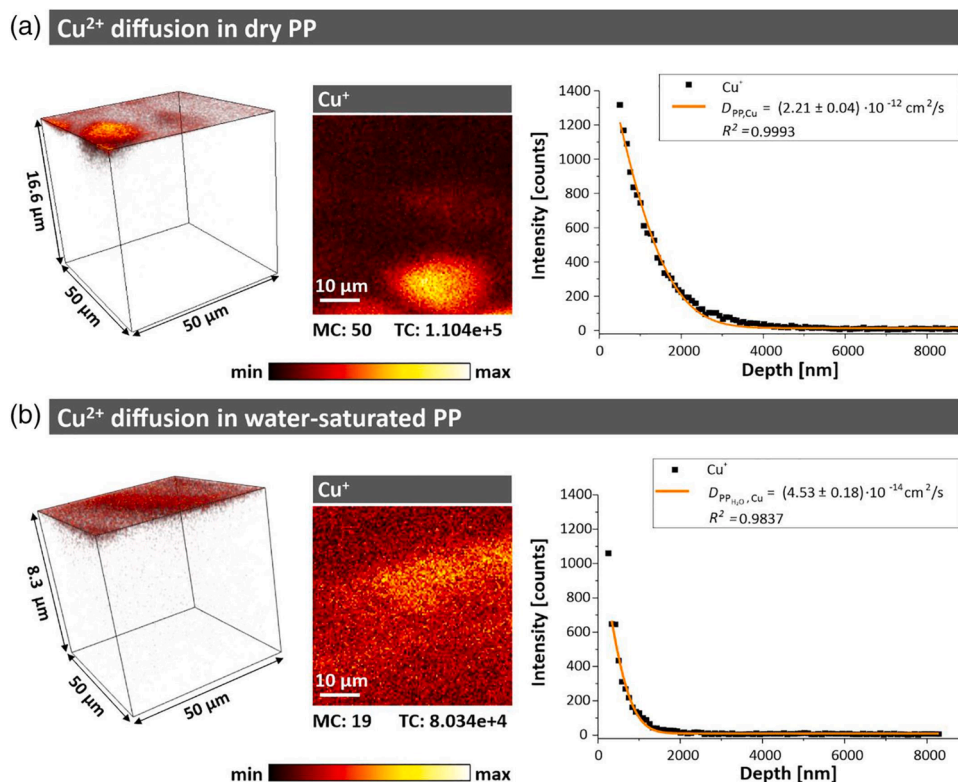 (a) Cu²⁺ diffusion in dry PP
16.6 μm
50 μm
50 μm
Cu⁺
10 μm
MC: 50 TC: 1.104e+5
min max
Cu⁺
D_PP,Cu = (2.21 ± 0.04) ·10 ⁻¹² cm²/s
R² = 0.9993
Intensity [counts]
1400
1200
1000
800
600
400
200
0
0 2000 4000 6000 8000
Depth [nm]
(b) Cu²⁺ diffusion in water-saturated PP
8.3 μm
50 μm
50 μm
Cu⁺
10 μm
MC: 19 TC: 8.034e+4
min max
Cu⁺
D_PP_H₂O,Cu = (4.53 ± 0.18) ·10 ⁻¹⁴ cm²/s
R² = 0.9837
Intensity [counts]
1400
1200
1000
800
600
400
200
0
0 2000 4000 6000 8000
Depth [nm]